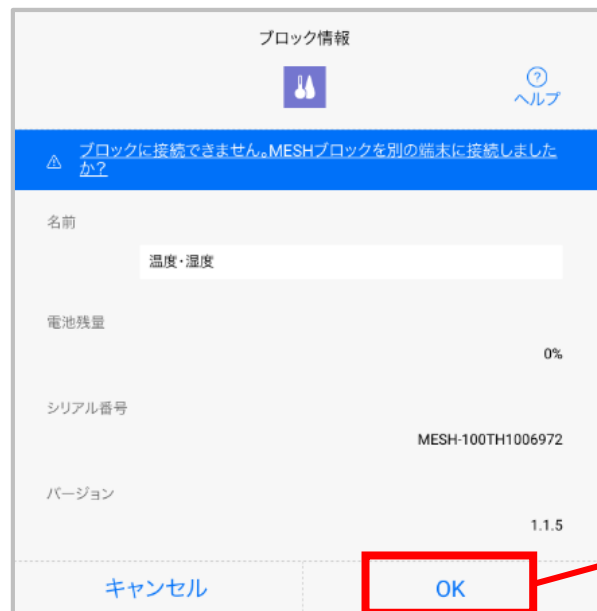 ブロック情報
?
ヘルプ
ブロックに接続できません。MESHブロックを別の端末に接続しました
か?
名前
温度・湿度
電池残量
0%
シリアル番号
MESH-100TH1006972
バージョン
1.1.5
キャンセル
OK